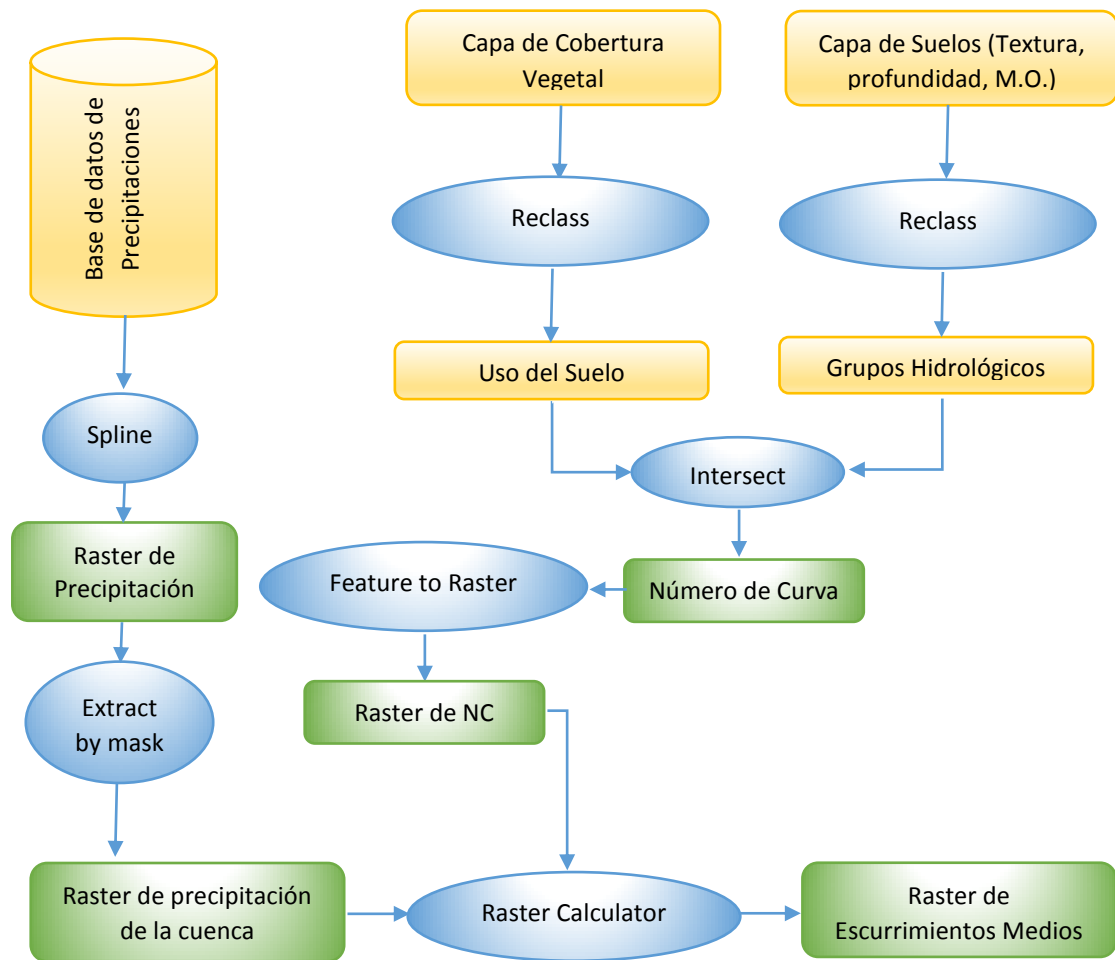 Base de datos de
Precipitaciones
Capa de Cobertura
Vegetal
Capa de Suelos (Textura,
profundidad, M.O.)
Reclass
Reclass
Uso del Suelo
Grupos Hidrológicos
Spline
Intersect
Raster de
Precipitación
Feature to Raster
Número de Curva
Extract
by mask
Raster de NC
Raster de precipitación
de la cuenca
Raster Calculator
Raster de
Escurrimientos Medios